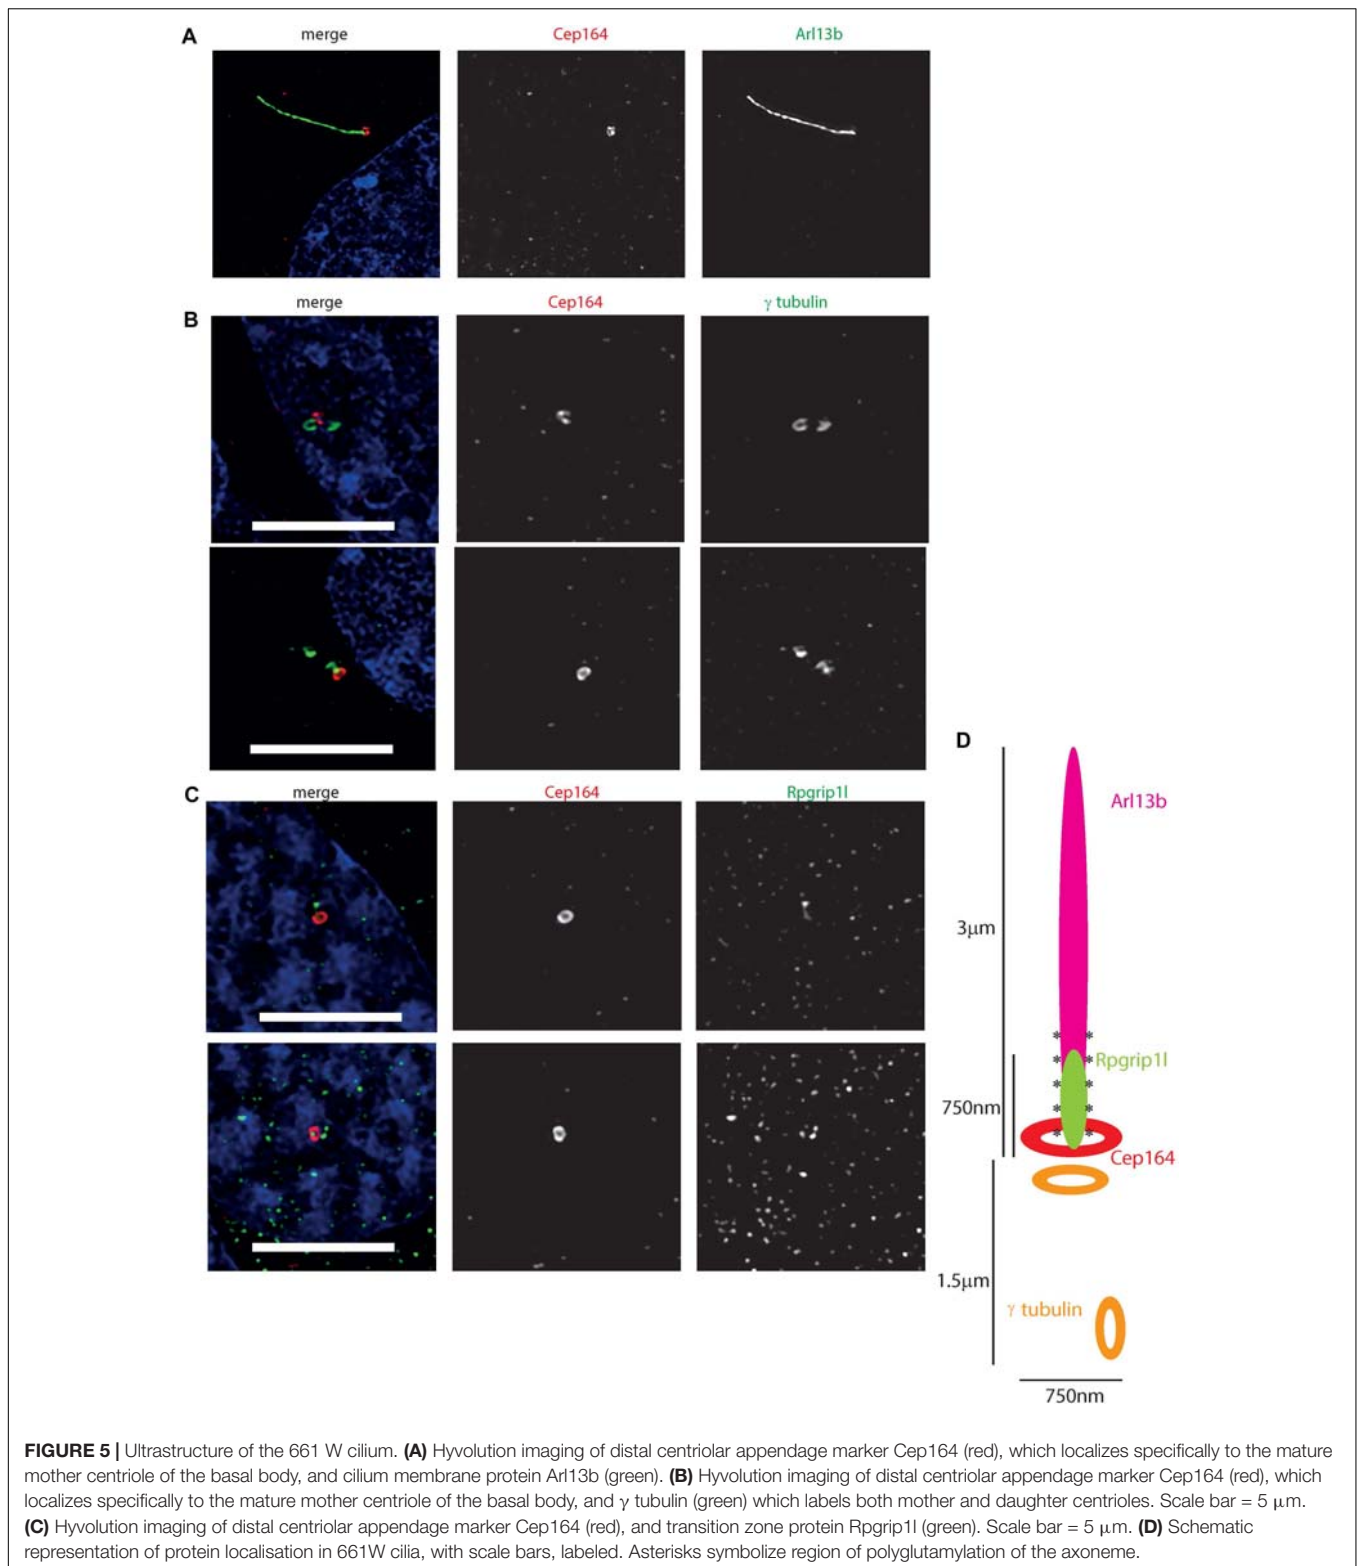 A
merge Cep164 Arl13b
merge Cep164 γ tubulin
B
C
merge Cep164 Rpgrip1l
D
Arl13b
3μm
* *
* * Rpgrip1l
* *
750nm * *
* *
Cep164
1.5μm
γ tubulin
750nm
FIGURE 5 | Ultrastructure of the 661 W cilium. (A) Hyvolution imaging of distal centriolar appendage marker Cep164 (red), which localizes specifically to the mature
mother centriole of the basal body, and cilium membrane protein Arl13b (green). (B) Hyvolution imaging of distal centriolar appendage marker Cep164 (red), which
localizes specifically to the mature mother centriole of the basal body, and γ tubulin (green) which labels both mother and daughter centrioles. Scale bar = 5 μm.
(C) Hyvolution imaging of distal centriolar appendage marker Cep164 (red), and transition zone protein Rpgrip1l (green). Scale bar = 5 μm. (D) Schematic
representation of protein localisation in 661W cilia, with scale bars, labeled. Asterisks symbolize region of polyglutamylation of the axoneme.